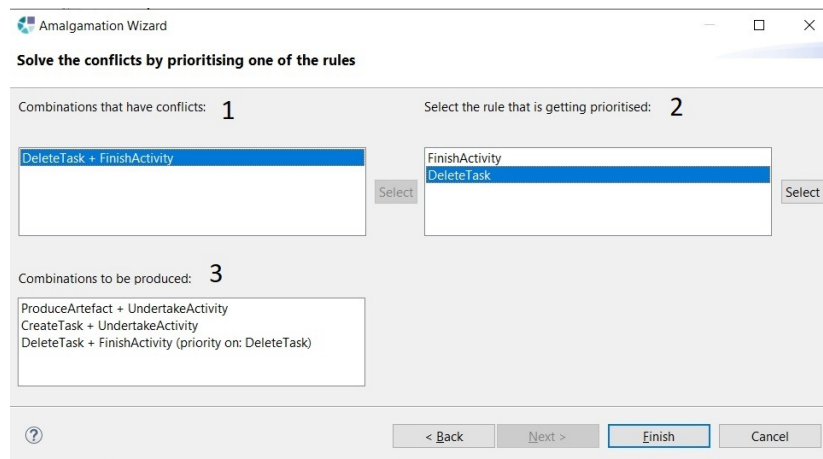 Amalgamation Wizard
Solve the conflicts by prioritising one of the rules
Combinations that have conflicts: 1
Select the rule that is getting prioritised: 2
DeleteTask + FinishActivity
Select
FinishActivity
DeleteTask
Select
Combinations to be produced: 3
ProduceArtefact + UndertakeActivity
CreateTask + UndertakeActivity
DeleteTask + FinishActivity (priority on: DeleteTask)
?
< Back
Next >
Finish
Cancel